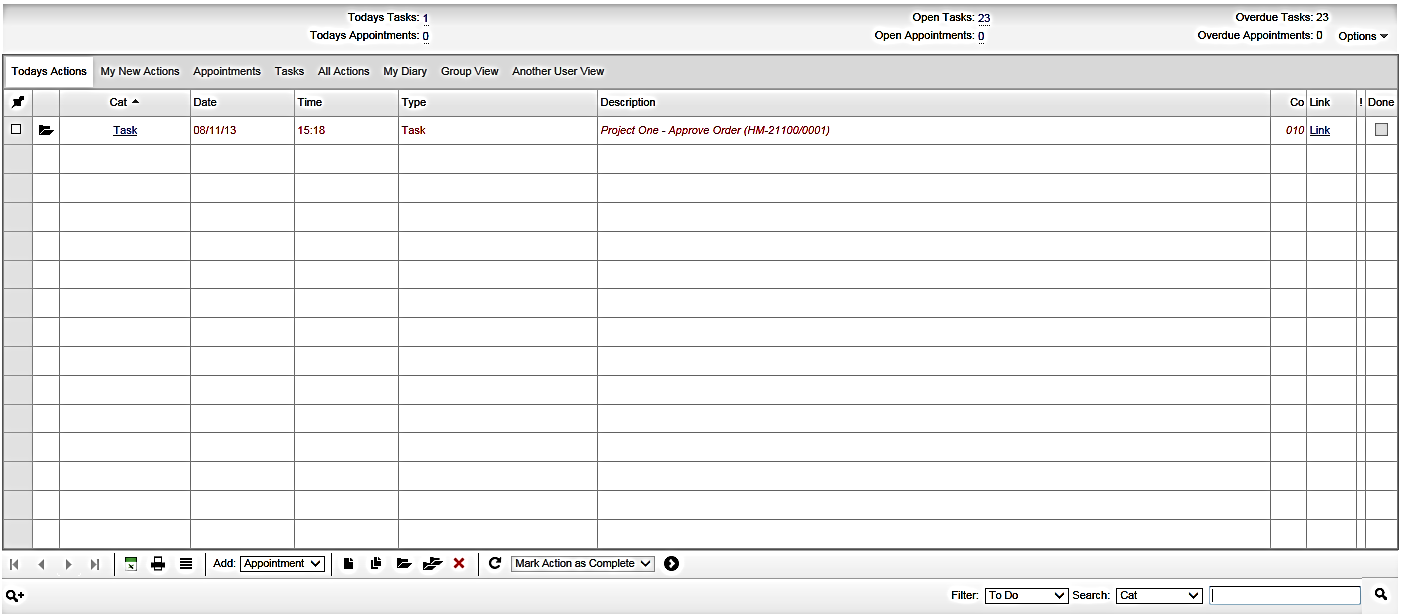 Todays Tasks: 1 Open Tasks: 23 Overdue Tasks: 23
Todays Appointments: 0 Open Appointments: 0 Overdue Appointments: 0 Options
Todays Actions My New Actions Appointments Tasks All Actions My Diary Group View Another User View
Cat Date Time Type Description Co Link ! Done
Task 08/11/13 15:18 Task Project One - Approve Order (HM-21100/0001) 010 Link
Add: Appointment Mark Action as Complete
Filter: To Do Search: Cat